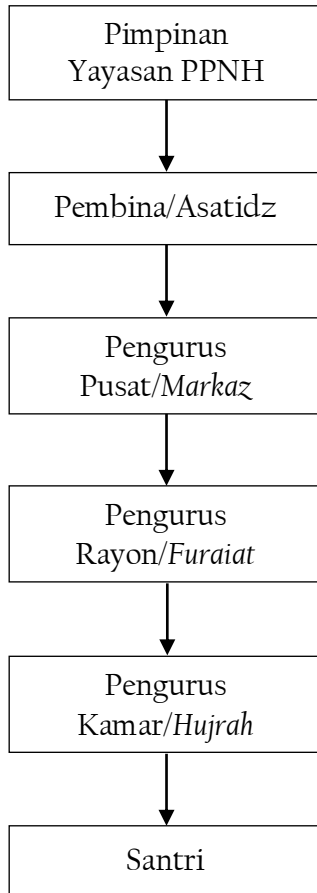 Pimpinan
Yayasan PPNH
Pembina/Asatidz
Pengurus
Pusat/Markaz
Pengurus
Rayon/Furaiat
Pengurus
Kamar/Hujrah
Santri